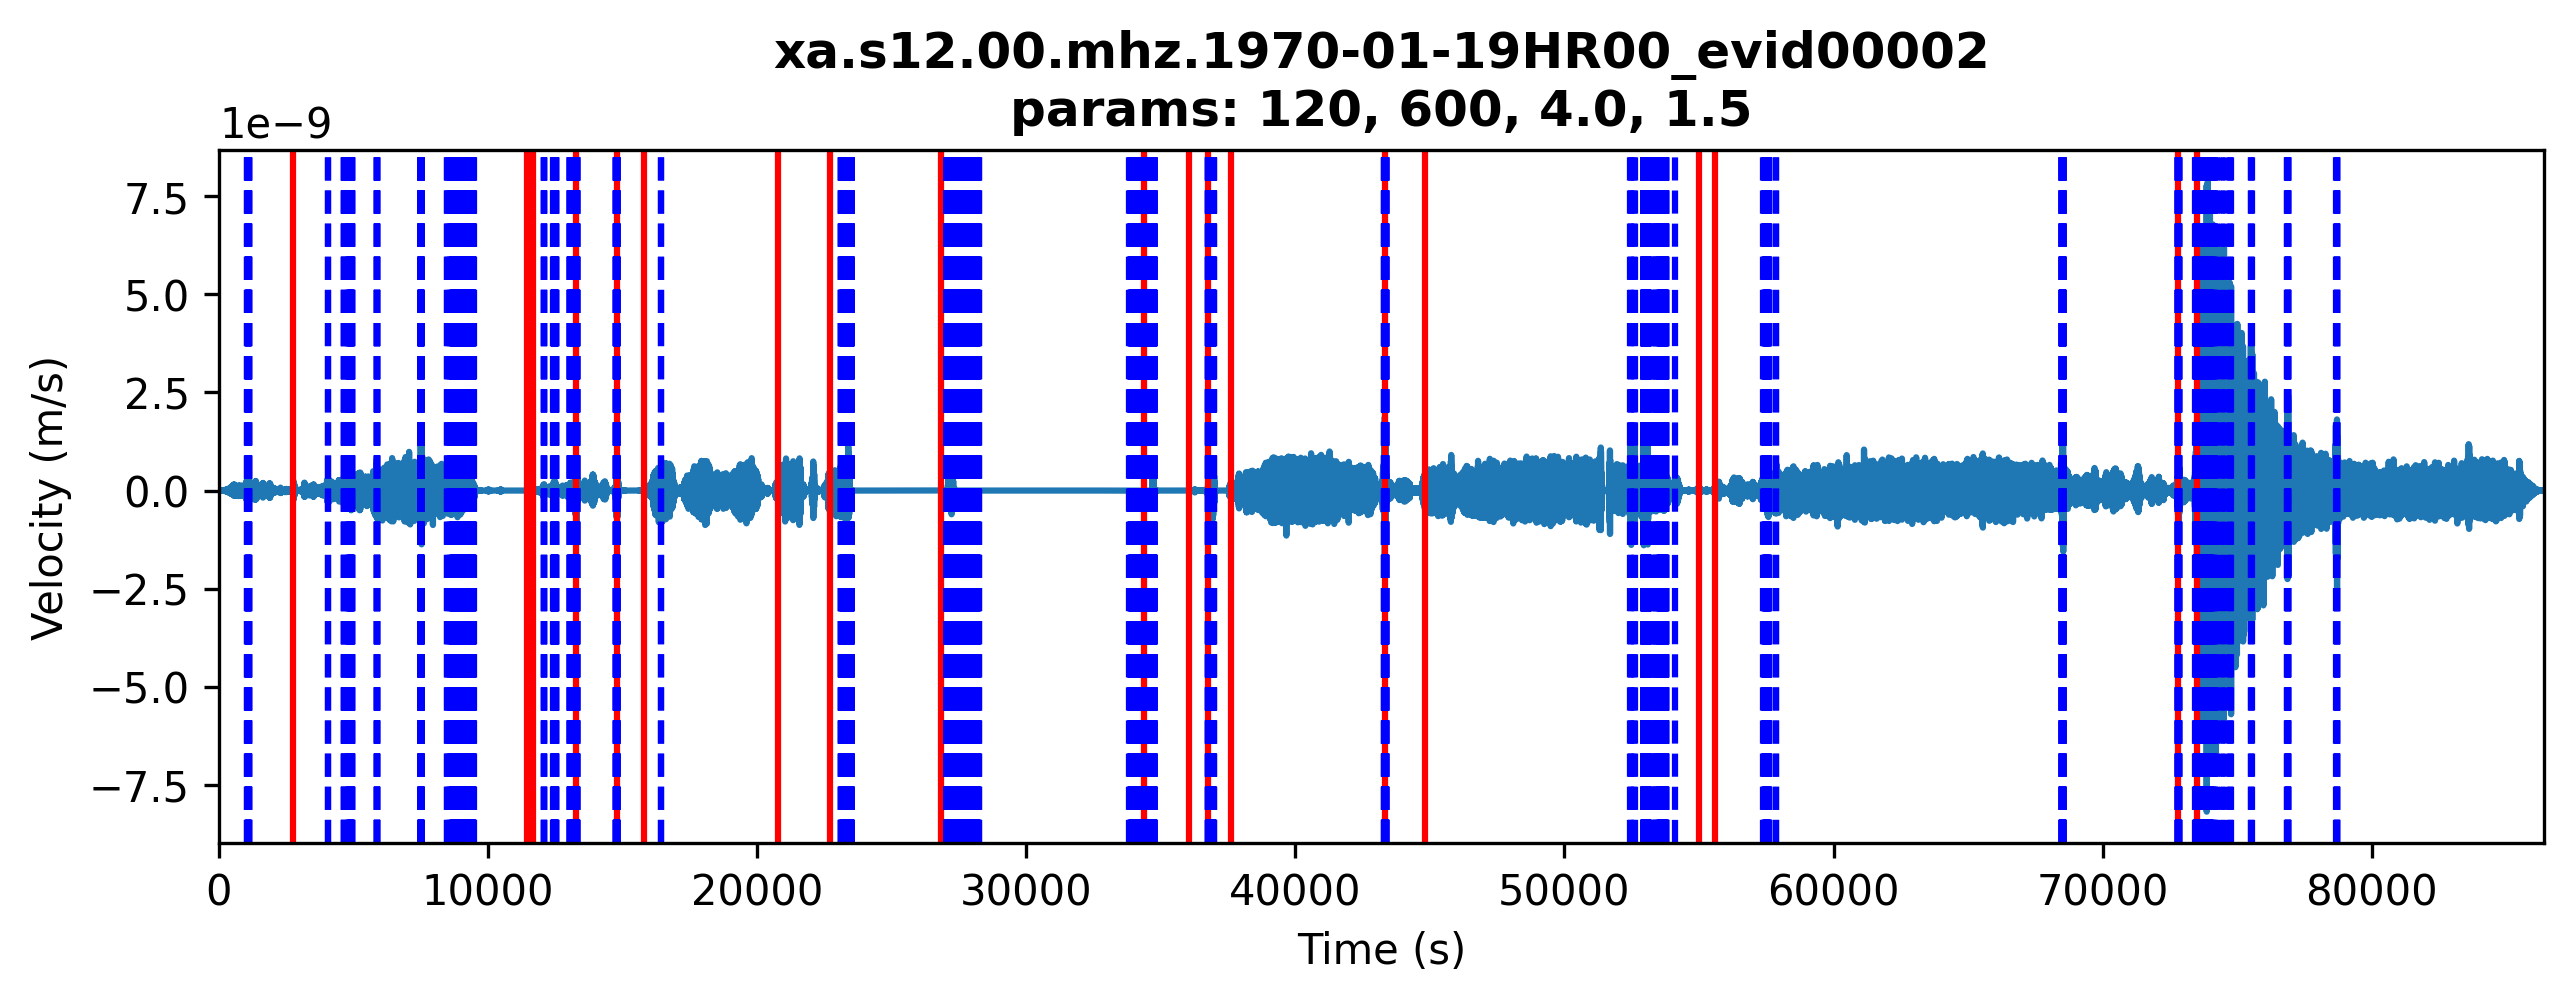 xa.s12.00.mhz.1970-01-19HR00_evid00002
params: 120, 600, 4.0, 1.5
1e−9
7.5
5.0
2.5
0.0
−2.5
−5.0
−7.5
Velocity (m/s)
0 10000 20000 30000 40000 50000 60000 70000 80000
Time (s)